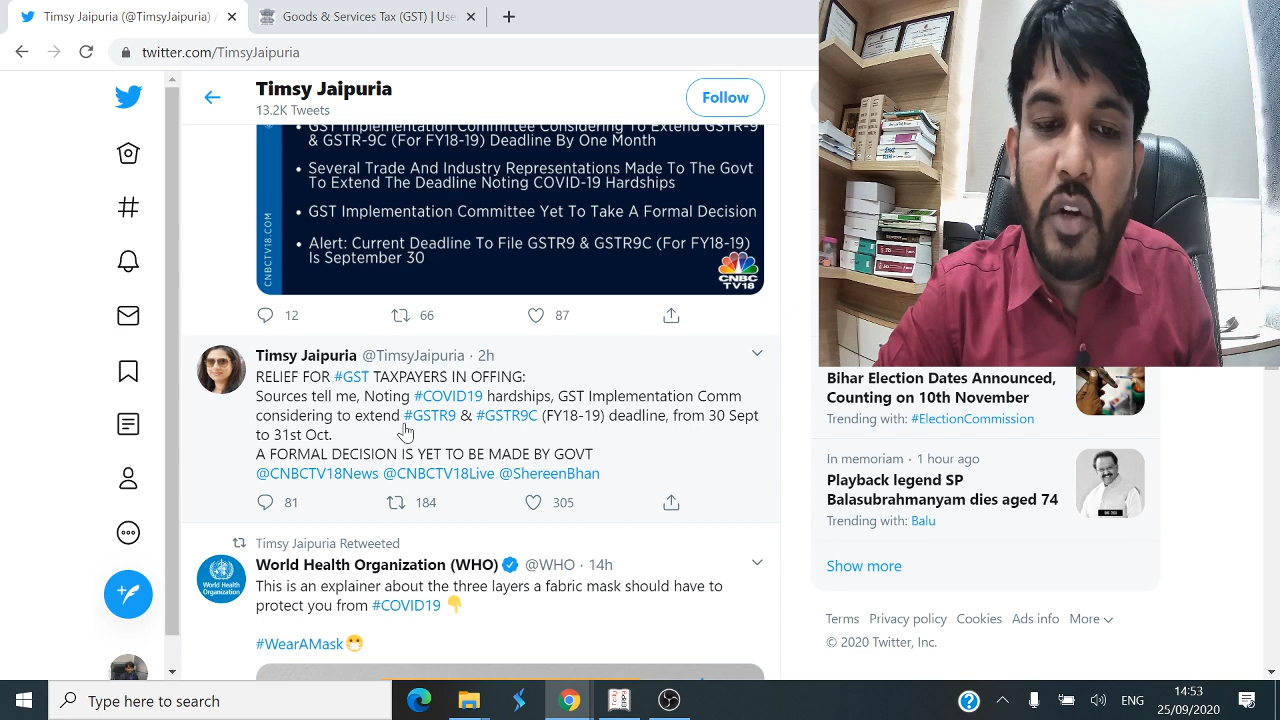 Timsy Jaipuria (@TimsyJaipuria) /
Goods & Services Tax (GST) | Use
twitter.com/TimsyJaipuria
Timsy Jaipuria
13.2K Tweets
Follow
GST Implementation Committee Considering To Extend GSTR-9
& GSTR-9C (For FY18-19) Deadline By One Month
Several Trade And Industry Representations Made To The Govt
To Extend The Deadline Noting COVID-19 Hardships
GST Implementation Committee Yet To Take A Formal Decision
Alert: Current Deadline To File GSTR9 & GSTR9C (For FY18-19)
Is September 30
CNBCTV18.COM
CNBC
TV18
12 66 87
Timsy Jaipuria @TimsyJaipuria · 2h
RELIEF FOR #GST TAXPAYERS IN OFFING:
Sources tell me, Noting #COVID19 hardships, GST Implementation Comm
considering to extend #GSTR9 & #GSTR9C (FY18-19) deadline, from 30 Sept
to 31st Oct.
A FORMAL DECISION IS YET TO BE MADE BY GOVT
@CNBCTV18News @CNBCTV18Live @ShereenBhan
81 184 305
Timsy Jaipuria Retweeted
World Health Organization (WHO) @WHO · 14h
This is an explainer about the three layers a fabric mask should have to
protect you from #COVID19 👇
#WearAMask😷
World Health
Organization
Bihar Election Dates Announced,
Counting on 10th November
Trending with: #ElectionCommission
In memoriam · 1 hour ago
Playback legend SP
Balasubrahmanyam dies aged 74
Trending with: Balu
Show more
Terms Privacy policy Cookies Ads info More
© 2020 Twitter, Inc.
Type here to search
ENG
14:53
25/09/2020